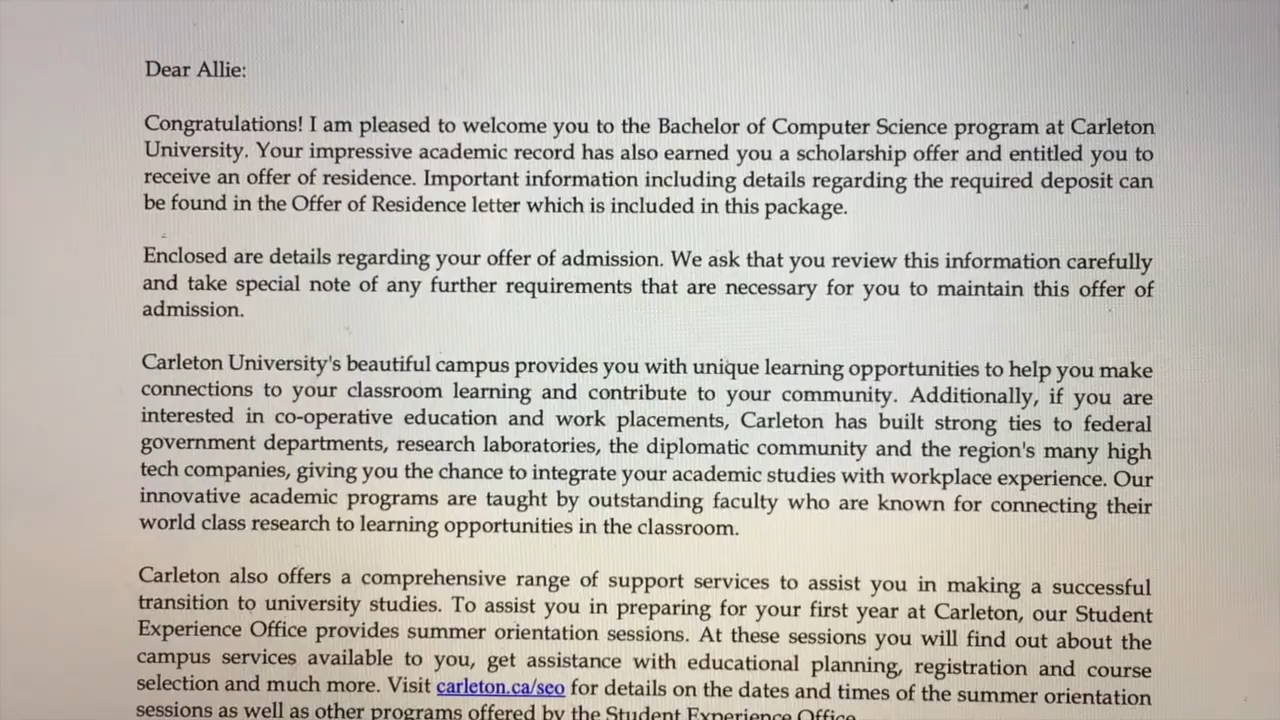 Dear Allie:
Congratulations! I am pleased to welcome you to the Bachelor of Computer Science program at Carleton
University. Your impressive academic record has also earned you a scholarship offer and entitled you to
receive an offer of residence. Important information including details regarding the required deposit can
be found in the Offer of Residence letter which is included in this package.
Enclosed are details regarding your offer of admission. We ask that you review this information carefully
and take special note of any further requirements that are necessary for you to maintain this offer of
admission.
Carleton University's beautiful campus provides you with unique learning opportunities to help you make
connections to your classroom learning and contribute to your community. Additionally, if you are
interested in co-operative education and work placements, Carleton has built strong ties to federal
government departments, research laboratories, the diplomatic community and the region's many high
tech companies, giving you the chance to integrate your academic studies with workplace experience. Our
innovative academic programs are taught by outstanding faculty who are known for connecting their
world class research to learning opportunities in the classroom.
Carleton also offers a comprehensive range of support services to assist you in making a successful
transition to university studies. To assist you in preparing for your first year at Carleton, our Student
Experience Office provides summer orientation sessions. At these sessions you will find out about the
campus services available to you, get assistance with educational planning, registration and course
selection and much more. Visit carleton.ca/seo for details on the dates and times of the summer orientation
sessions as well as other programs offered by the Student Experience Office.